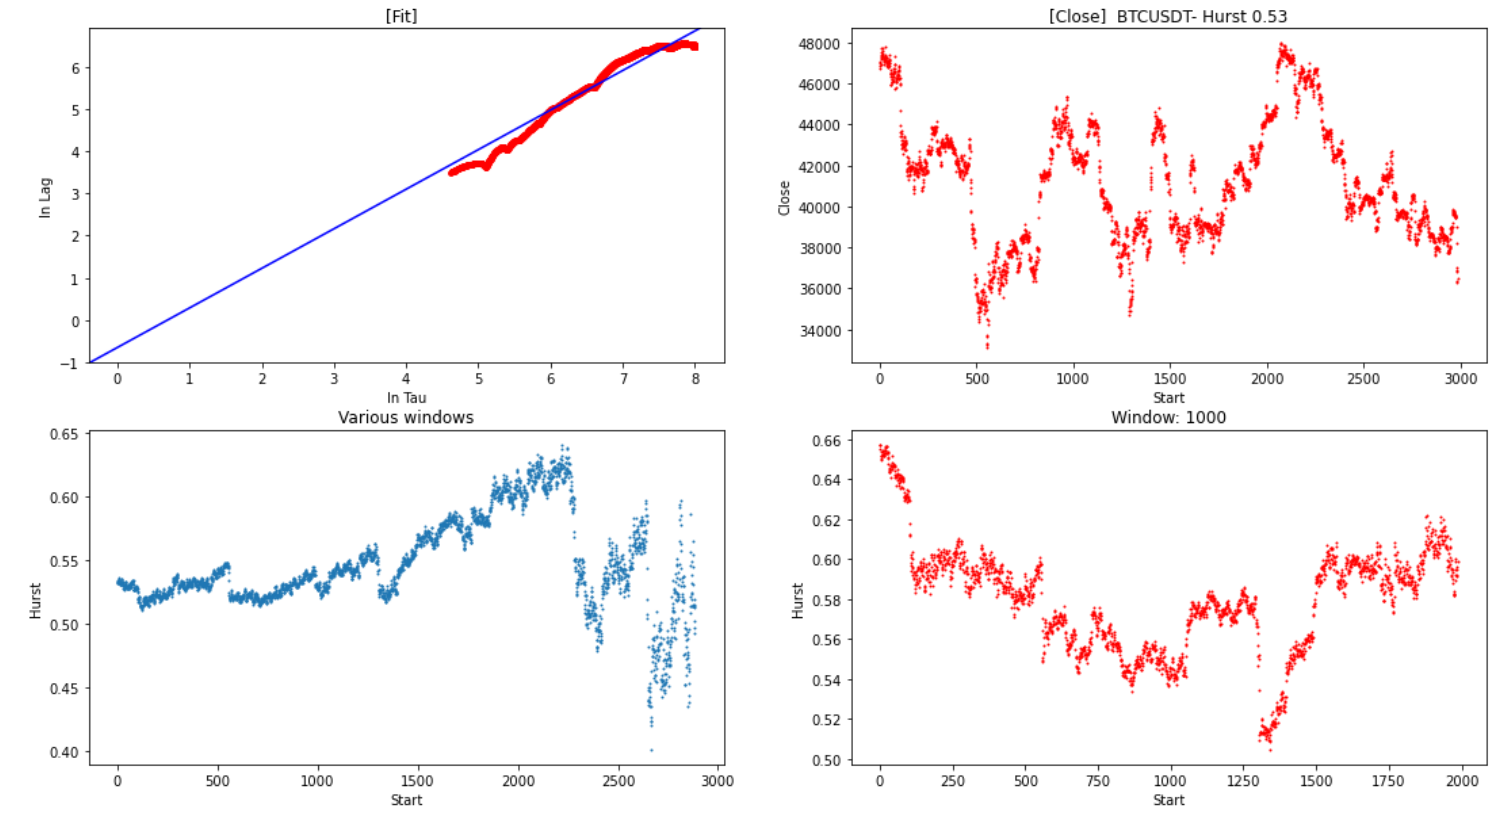 [Fit]
6
5
4
3
2
1
0
−1
ln Lag
0 1 2 3 4 5 6 7 8
ln Tau
[Close]  BTCUSDT- Hurst 0.53
48000
46000
44000
42000
40000
38000
36000
34000
Close
0 500 1000 1500 2000 2500 3000
Start
Various windows
0.65
0.60
0.55
0.50
0.45
0.40
Hurst
0 500 1000 1500 2000 2500 3000
Start
Window: 1000
0.66
0.64
0.62
0.60
0.58
0.56
0.54
0.52
0.50
Hurst
0 250 500 750 1000 1250 1500 1750 2000
Start